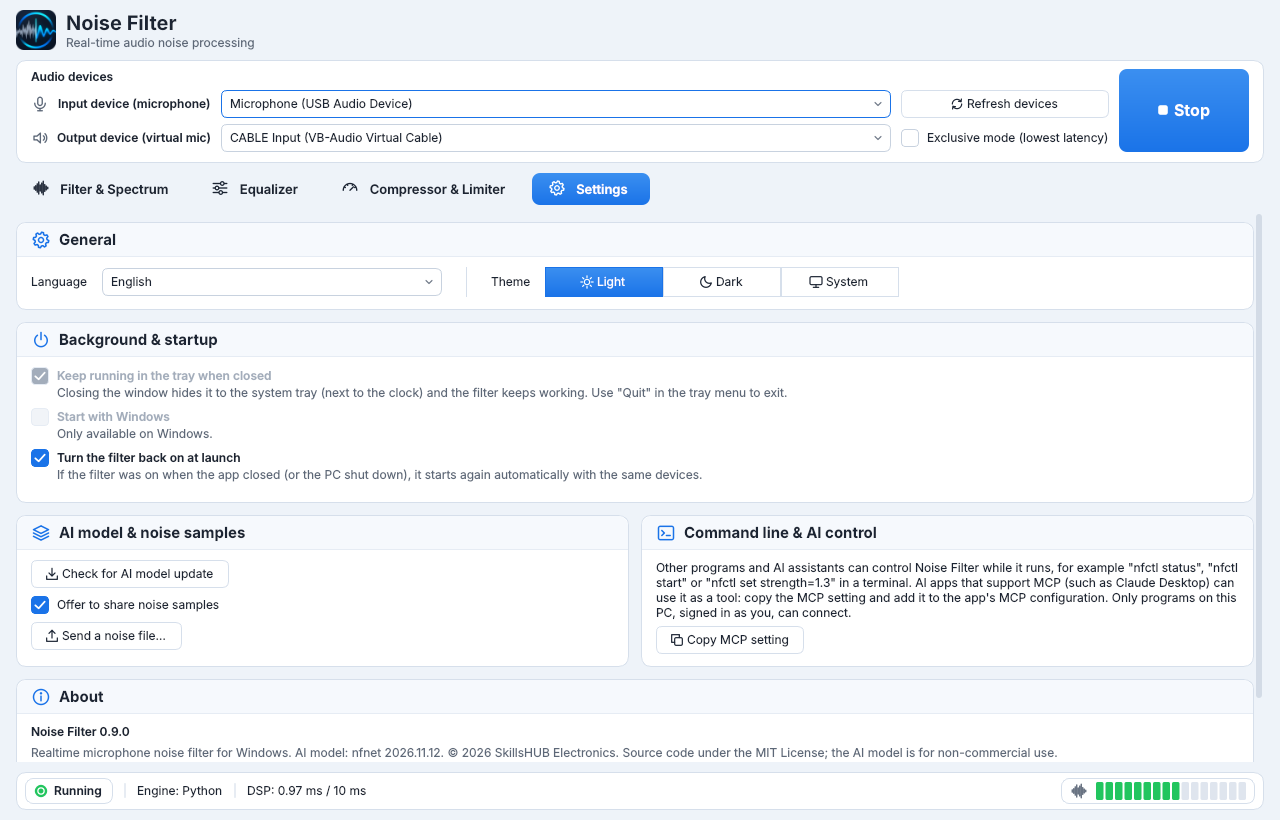 Noise Filter
Real-time audio noise processing
Audio devices
Input device (microphone)
Microphone (USB Audio Device)
Refresh devices
Stop
Output device (virtual mic)
CABLE Input (VB-Audio Virtual Cable)
Exclusive mode (lowest latency)
Filter & Spectrum
Equalizer
Compressor & Limiter
Settings
General
Language
English
Theme
Light
Dark
System
Background & startup
Keep running in the tray when closed
Closing the window hides it to the system tray (next to the clock) and the filter keeps working. Use "Quit" in the tray menu to exit.
Start with Windows
Only available on Windows.
Turn the filter back on at launch
If the filter was on when the app closed (or the PC shut down), it starts again automatically with the same devices.
AI model & noise samples
Check for AI model update
Offer to share noise samples
Send a noise file...
Command line & AI control
Other programs and AI assistants can control Noise Filter while it runs, for example "nfctl status", "nfctl
start" or "nfctl set strength=1.3" in a terminal. AI apps that support MCP (such as Claude Desktop) can
use it as a tool: copy the MCP setting and add it to the app's MCP configuration. Only programs on this
PC, signed in as you, can connect.
Copy MCP setting
About
Noise Filter 0.9.0
Realtime microphone noise filter for Windows. AI model: nfnet 2026.11.12. © 2026 SkillsHUB Electronics. Source code under the MIT License; the AI model is for non-commercial use.
Running
Engine: Python
DSP: 0.97 ms / 10 ms